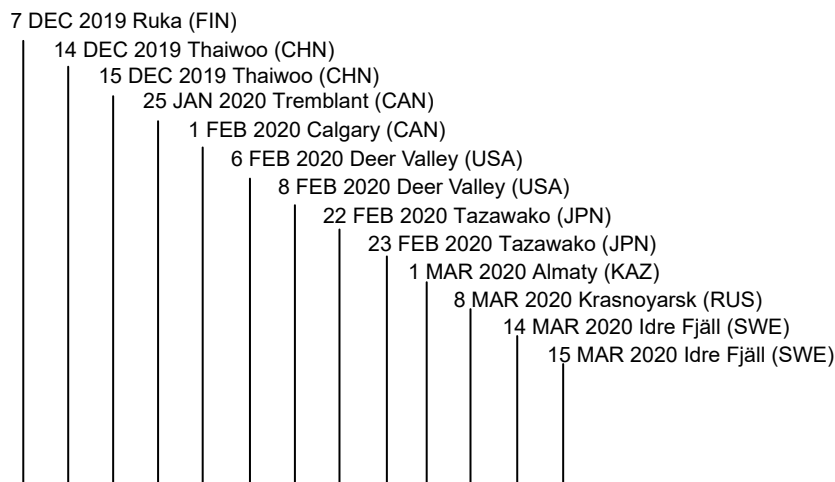 7 DEC 2019 Ruka (FIN)
14 DEC 2019 Thaiwoo (CHN)
15 DEC 2019 Thaiwoo (CHN)
25 JAN 2020 Tremblant (CAN)
1 FEB 2020 Calgary (CAN)
6 FEB 2020 Deer Valley (USA)
8 FEB 2020 Deer Valley (USA)
22 FEB 2020 Tazawako (JPN)
23 FEB 2020 Tazawako (JPN)
1 MAR 2020 Almaty (KAZ)
8 MAR 2020 Krasnoyarsk (RUS)
14 MAR 2020 Idre Fjäll (SWE)
15 MAR 2020 Idre Fjäll (SWE)